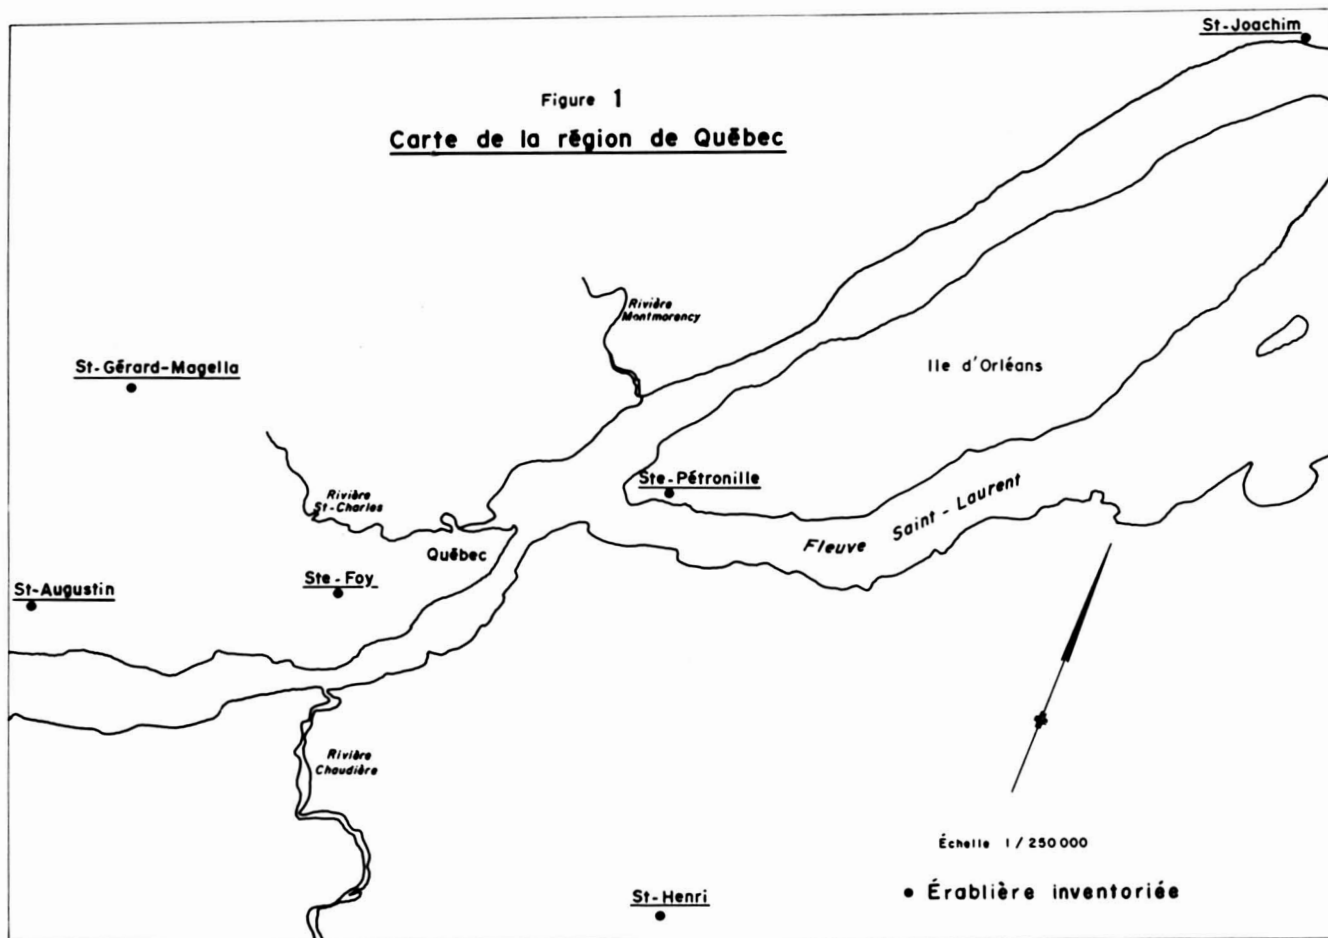 St-Joachim
Figure 1
Carte de la région de Québec
Rivière
Montmorency
St-Gérard-Magella
Ile d'Orléans
Ste-Pétronille
Rivière
St-Charles
Fleuve Saint-Laurent
Québec
Ste-Foy
St-Augustin
Rivière
Chaudière
Échelle 1/250000
St-Henri
• Érablière inventoriée